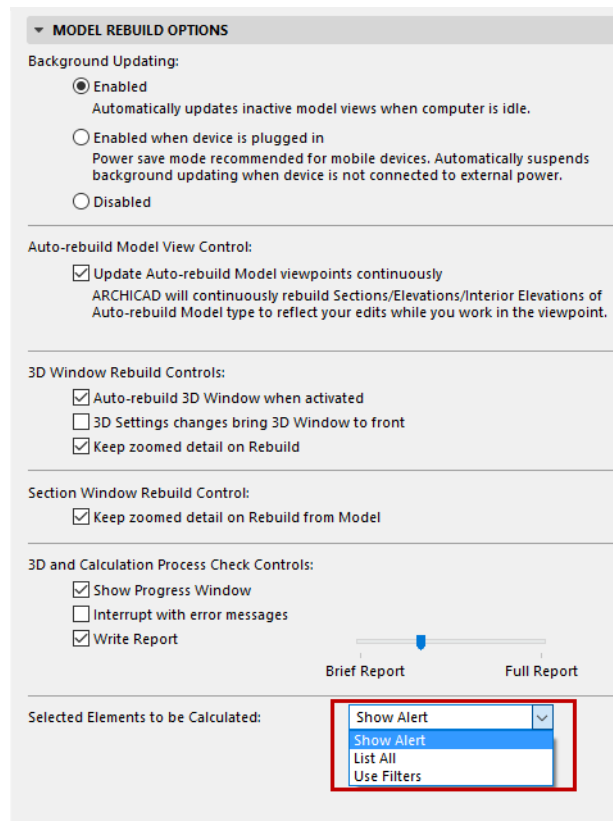 MODEL REBUILD OPTIONS
Background Updating:
Enabled
Automatically updates inactive model views when computer is idle.
Enabled when device is plugged in
Power save mode recommended for mobile devices. Automatically suspends
background updating when device is not connected to external power.
Disabled
Auto-rebuild Model View Control:
Update Auto-rebuild Model viewpoints continuously
ARCHICAD will continuously rebuild Sections/Elevations/Interior Elevations of
Auto-rebuild Model type to reflect your edits while you work in the viewpoint.
3D Window Rebuild Controls:
Auto-rebuild 3D Window when activated
3D Settings changes bring 3D Window to front
Keep zoomed detail on Rebuild
Section Window Rebuild Control:
Keep zoomed detail on Rebuild from Model
3D and Calculation Process Check Controls:
Show Progress Window
Interrupt with error messages
Write Report
Brief Report Full Report
Selected Elements to be Calculated: Show Alert
Show Alert
List All
Use Filters